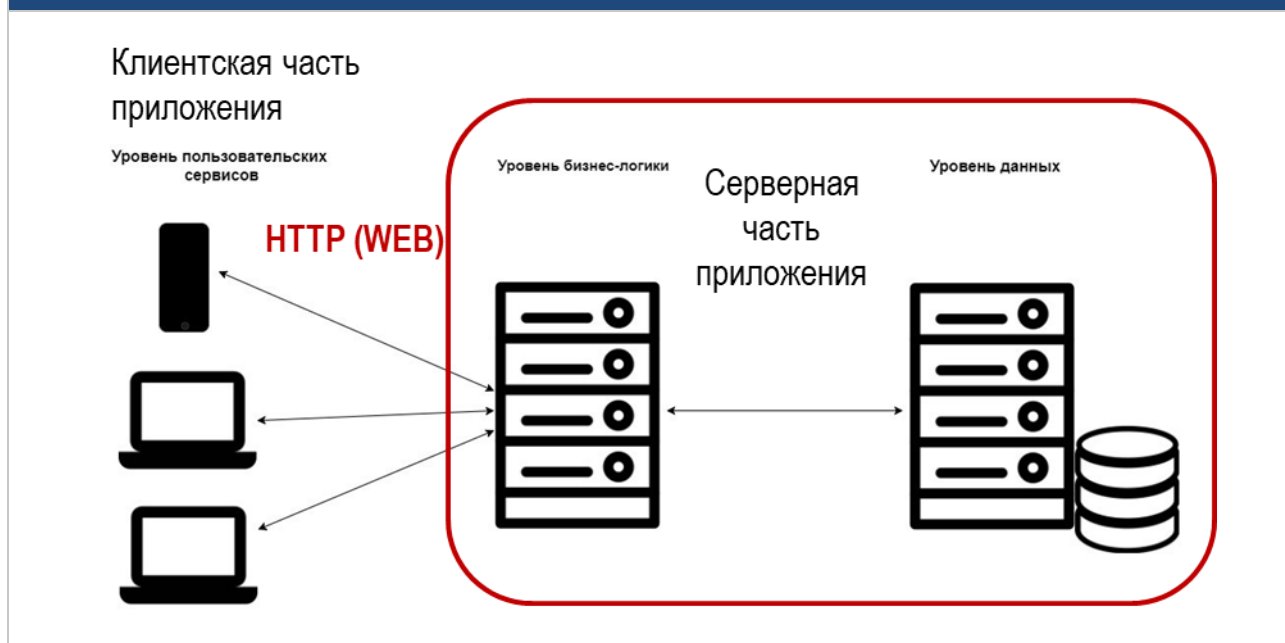 Клиентская часть
приложения
Уровень пользовательских
сервисов
HTTP (WEB)
Уровень бизнес-логики
Серверная
часть
приложения
Уровень данных